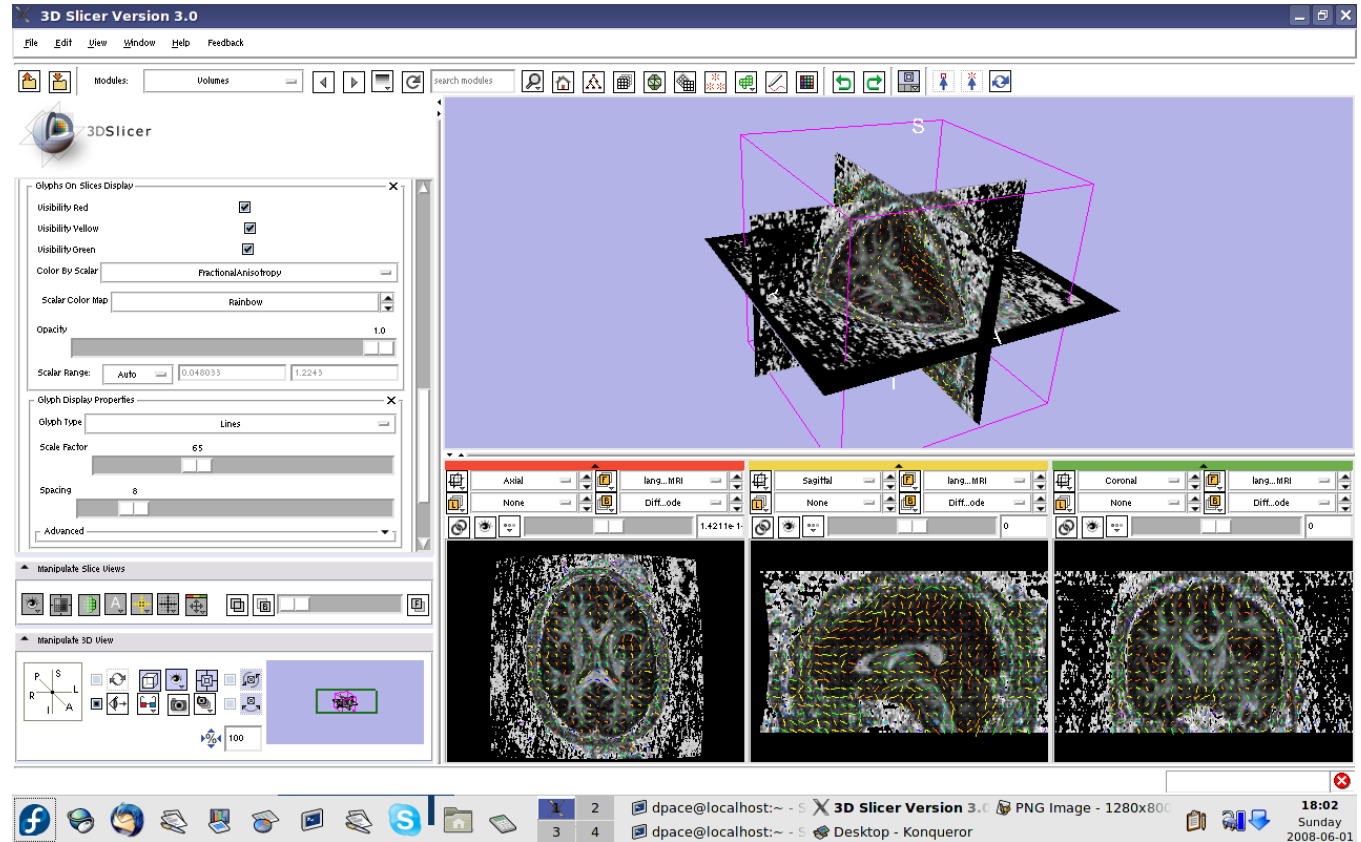 3D Slicer Version 3.0
File Edit View Window Help Feedback
Modules: Volumes search modules
3DSlicer
Glyphs On Slices Display
Visibility Red
Visibility Yellow
Visibility Green
Color By Scalar FractionalAnisotropy
Scalar Color Map Rainbow
Opacity 1.0
Scalar Range: Auto 0.048033 1.2243
Glyph Display Properties
Glyph Type Lines
Scale Factor 65
Spacing 8
Advanced
Manipulate Slice Views
Manipulate 3D View
P S
R L
I A
100
S
A
I
Axial lang...MRI
None Diff...ode
1.4211e-1
Sagittal lang...MRI
None Diff...ode
0
Coronal lang...MRI
None Diff...ode
0
1 2
3 4
dpace@localhost:~ - S
dpace@localhost:~ - S
3D Slicer Version 3.0
Desktop - Konqueror
PNG Image - 1280x800
18:02
Sunday
2008-06-01